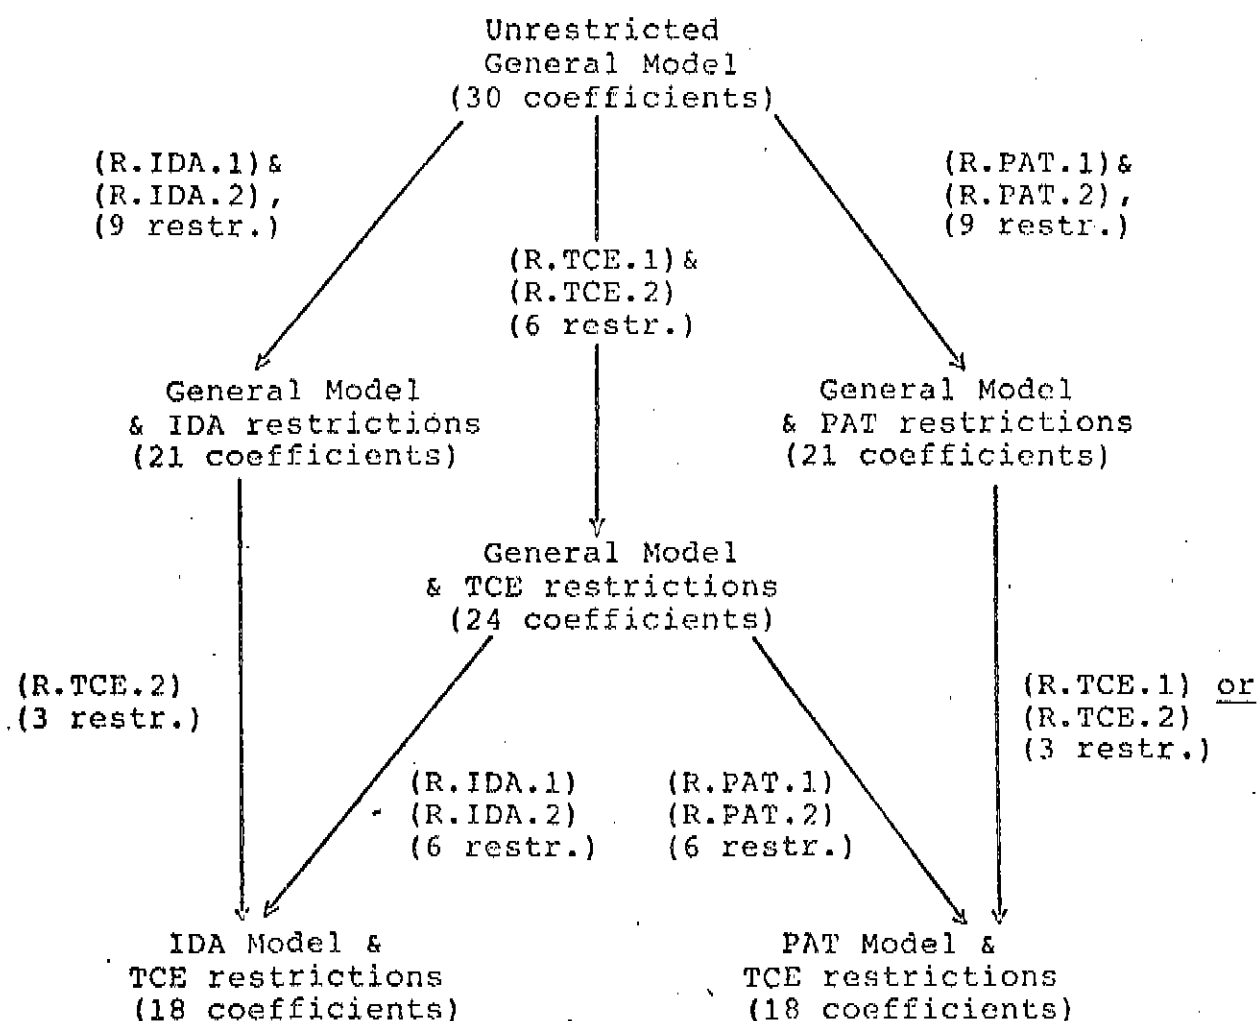 Unrestricted
General Model
(30 coefficients)
(R.IDA.1)&
(R.IDA.2),
(9 restr.)
(R.PAT.1)&
(R.PAT.2),
(9 restr.)
(R.TCE.1)&
(R.TCE.2)
(6 restr.)
General Model
& IDA restrictions
(21 coefficients)
General Model
& PAT restrictions
(21 coefficients)
General Model
& TCE restrictions
(24 coefficients)
(R.TCE.2)
(3 restr.)
(R.TCE.1) or
(R.TCE.2)
(3 restr.)
(R.IDA.1)
(R.IDA.2)
(6 restr.)
(R.PAT.1)
(R.PAT.2)
(6 restr.)
IDA Model &
TCE restrictions
(18 coefficients)
PAT Model &
TCE restrictions
(18 coefficients)